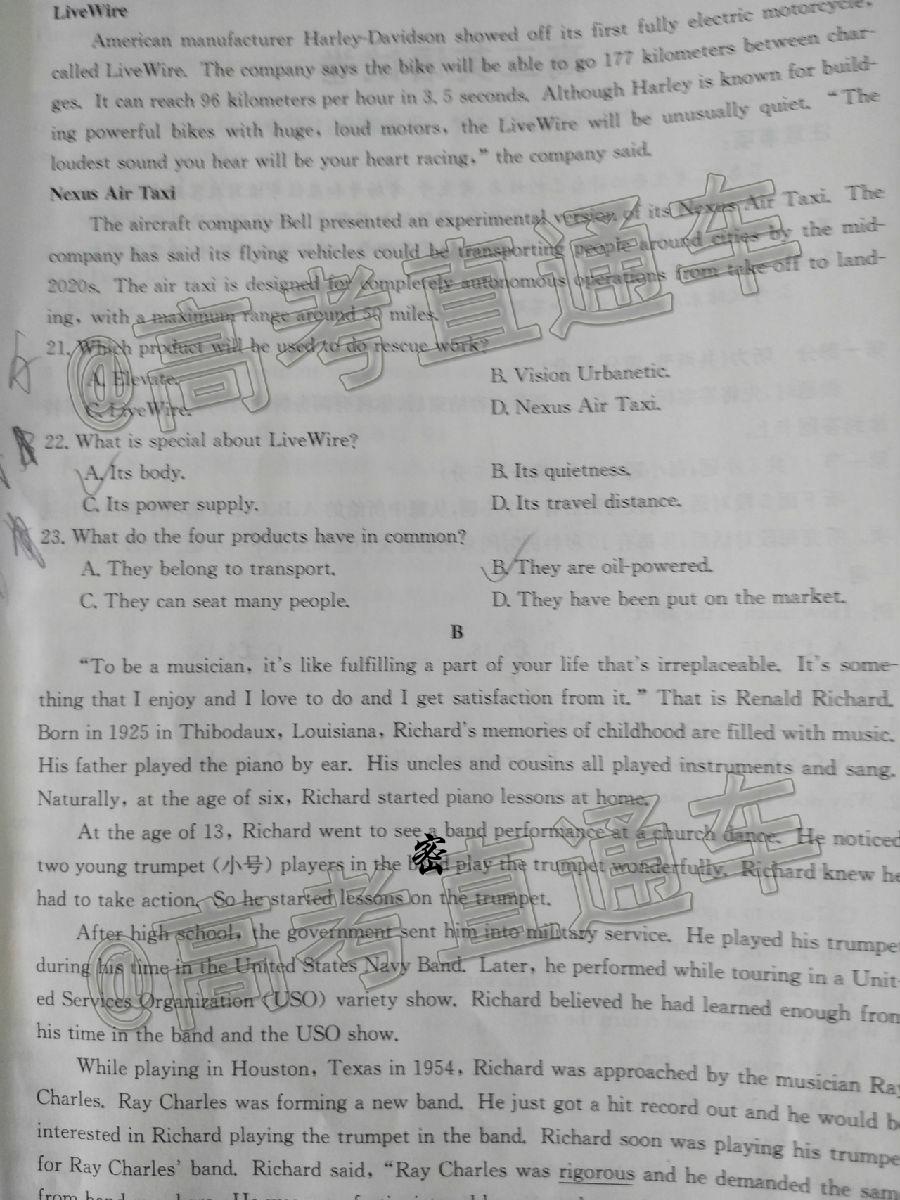 LiveWire
American manufacturer Harley-Davidson showed off its first fully electric motorcycle,
called LiveWire. The company says the bike will be able to go 177 kilometers between char-
ges. It can reach 96 kilometers per hour in 3.5 seconds. Although Harley is known for build-
ing powerful bikes with huge, loud motors, the LiveWire will be unusually quiet. "The
loudest sound you hear will be your heart racing," the company said.
Nexus Air Taxi
The aircraft company Bell presented an experimental version of its Nexus Air Taxi. The
company has said its flying vehicles could be transporting people around cities by the mid-
2020s. The air taxi is designed for completely autonomous operations from take-off to land-
ing, with a maximum range around 50 miles.
21. Which product will be used to do rescue work?
A. Elevate. B. Vision Urbanetic.
C. LiveWire. D. Nexus Air Taxi.
22. What is special about LiveWire?
A. Its body. B. Its quietness.
C. Its power supply. D. Its travel distance.
23. What do the four products have in common?
A. They belong to transport. B. They are oil-powered.
C. They can seat many people. D. They have been put on the market.
B
"To be a musician, it's like fulfilling a part of your life that's irreplaceable. It's some-
thing that I enjoy and I love to do and I get satisfaction from it." That is Renald Richard.
Born in 1925 in Thibodaux, Louisiana, Richard's memories of childhood are filled with music.
His father played the piano by ear. His uncles and cousins all played instruments and sang.
Naturally, at the age of six, Richard started piano lessons at home.
At the age of 13, Richard went to see a band performance at a church dance. He noticed
two young trumpet (小号) players in the band play the trumpet wonderfully. Richard knew he
had to take action. So he started lessons on the trumpet.
密
After high school, the government sent him into military service. He played his trumpet
during his time in the United States Navy Band. Later, he performed while touring in a Unit-
ed Services Organization (USO) variety show. Richard believed he had learned enough from
his time in the band and the USO show.
While playing in Houston, Texas in 1954, Richard was approached by the musician Ray
Charles. Ray Charles was forming a new band. He just got a hit record out and he would be
interested in Richard playing the trumpet in the band. Richard soon was playing his trumpet
for Ray Charles' band. Richard said, "Ray Charles was rigorous and he demanded the same
@高考直通车
@高考直通车